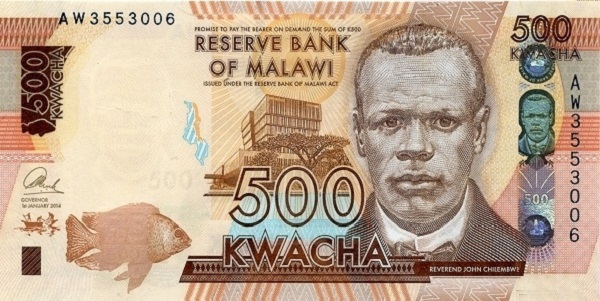 AW3553006
PROMISE TO PAY THE BEARER ON DEMAND THE SUM OF K500
RESERVE BANK
OF MALAWI
ISSUED UNDER THE RESERVE BANK OF MALAWI ACT
500
KWACHA
500
KWACHA
AW3553006
500
GOVERNOR
1st JANUARY 2014
500
KWACHA
REVEREND JOHN CHILEMBWE